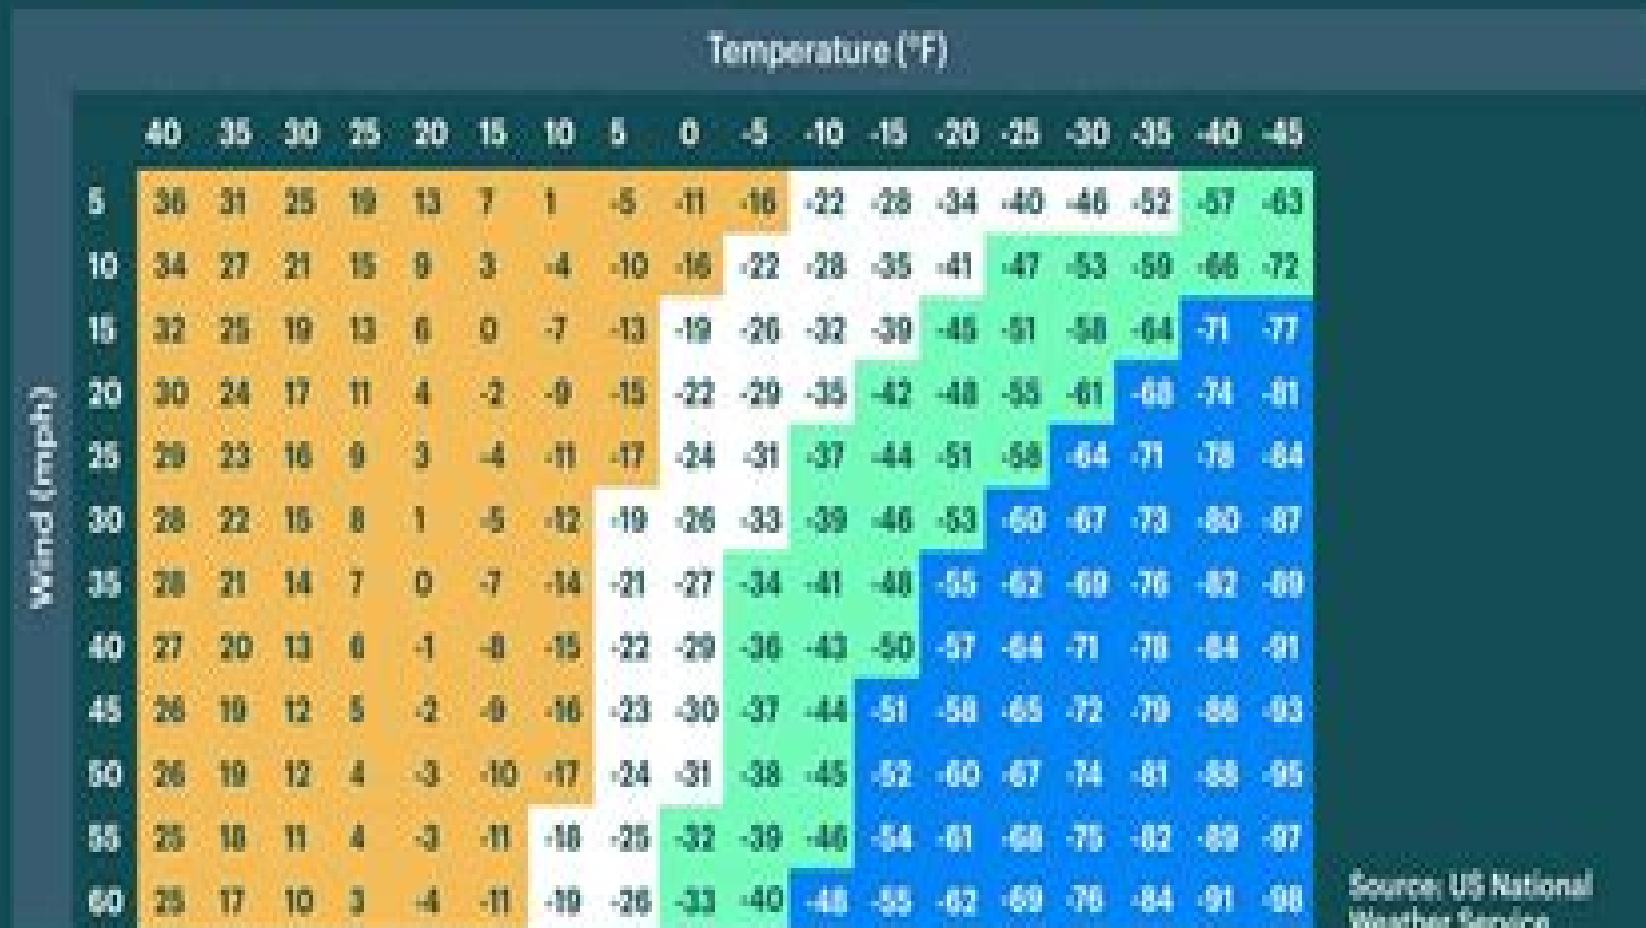 Temperature (°F)
40 35 30 25 20 15 10 5 0 -5 -10 -15 -20 -25 -30 -35 -40 -45
Wind (mph)
5 36 31 25 19 13 7 1 -5 -11 -16 -22 -28 -34 -40 -46 -52 -57 -63
10 34 27 21 15 9 3 -4 -10 -16 -22 -28 -35 -41 -47 -53 -59 -66 -72
15 32 25 19 13 6 0 -7 -13 -19 -26 -32 -39 -45 -51 -58 -64 -71 -77
20 30 24 17 11 4 -2 -9 -15 -22 -29 -35 -42 -48 -55 -61 -68 -74 -81
25 29 23 16 9 3 -4 -11 -17 -24 -31 -37 -44 -51 -58 -64 -71 -78 -84
30 28 22 15 8 1 -5 -12 -19 -26 -33 -39 -46 -53 -60 -67 -73 -80 -87
35 28 21 14 7 0 -7 -14 -21 -27 -34 -41 -48 -55 -62 -69 -76 -82 -89
40 27 20 13 6 -1 -8 -15 -22 -29 -36 -43 -50 -57 -64 -71 -78 -84 -91
45 26 19 12 5 -2 -9 -16 -23 -30 -37 -44 -51 -58 -65 -72 -79 -86 -93
50 26 19 12 4 -3 -10 -17 -24 -31 -38 -45 -52 -60 -67 -74 -81 -88 -95
55 25 18 11 4 -3 -11 -18 -25 -32 -39 -46 -54 -61 -68 -75 -82 -89 -97
60 25 17 10 3 -4 -11 -19 -26 -33 -40 -48 -55 -62 -69 -76 -84 -91 -98
Source: US National
Weather Service